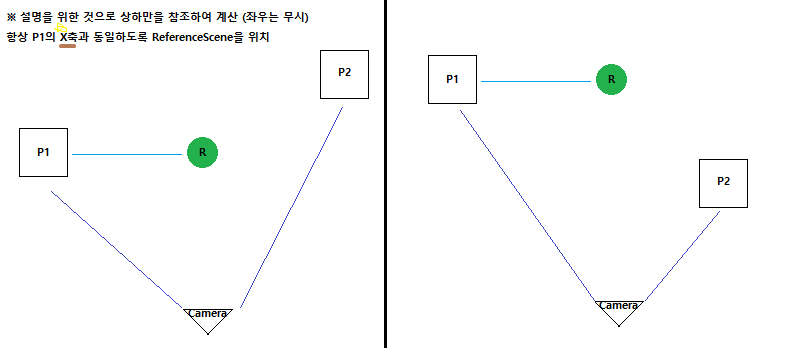 ※ 설명을 위한 것으로 상하만을 참조하여 계산 (좌우는 무시)
항상 P1의 X축과 동일하도록 ReferenceScene을 위치
P2
P1
R
Camera
P1
R
P2
Camera